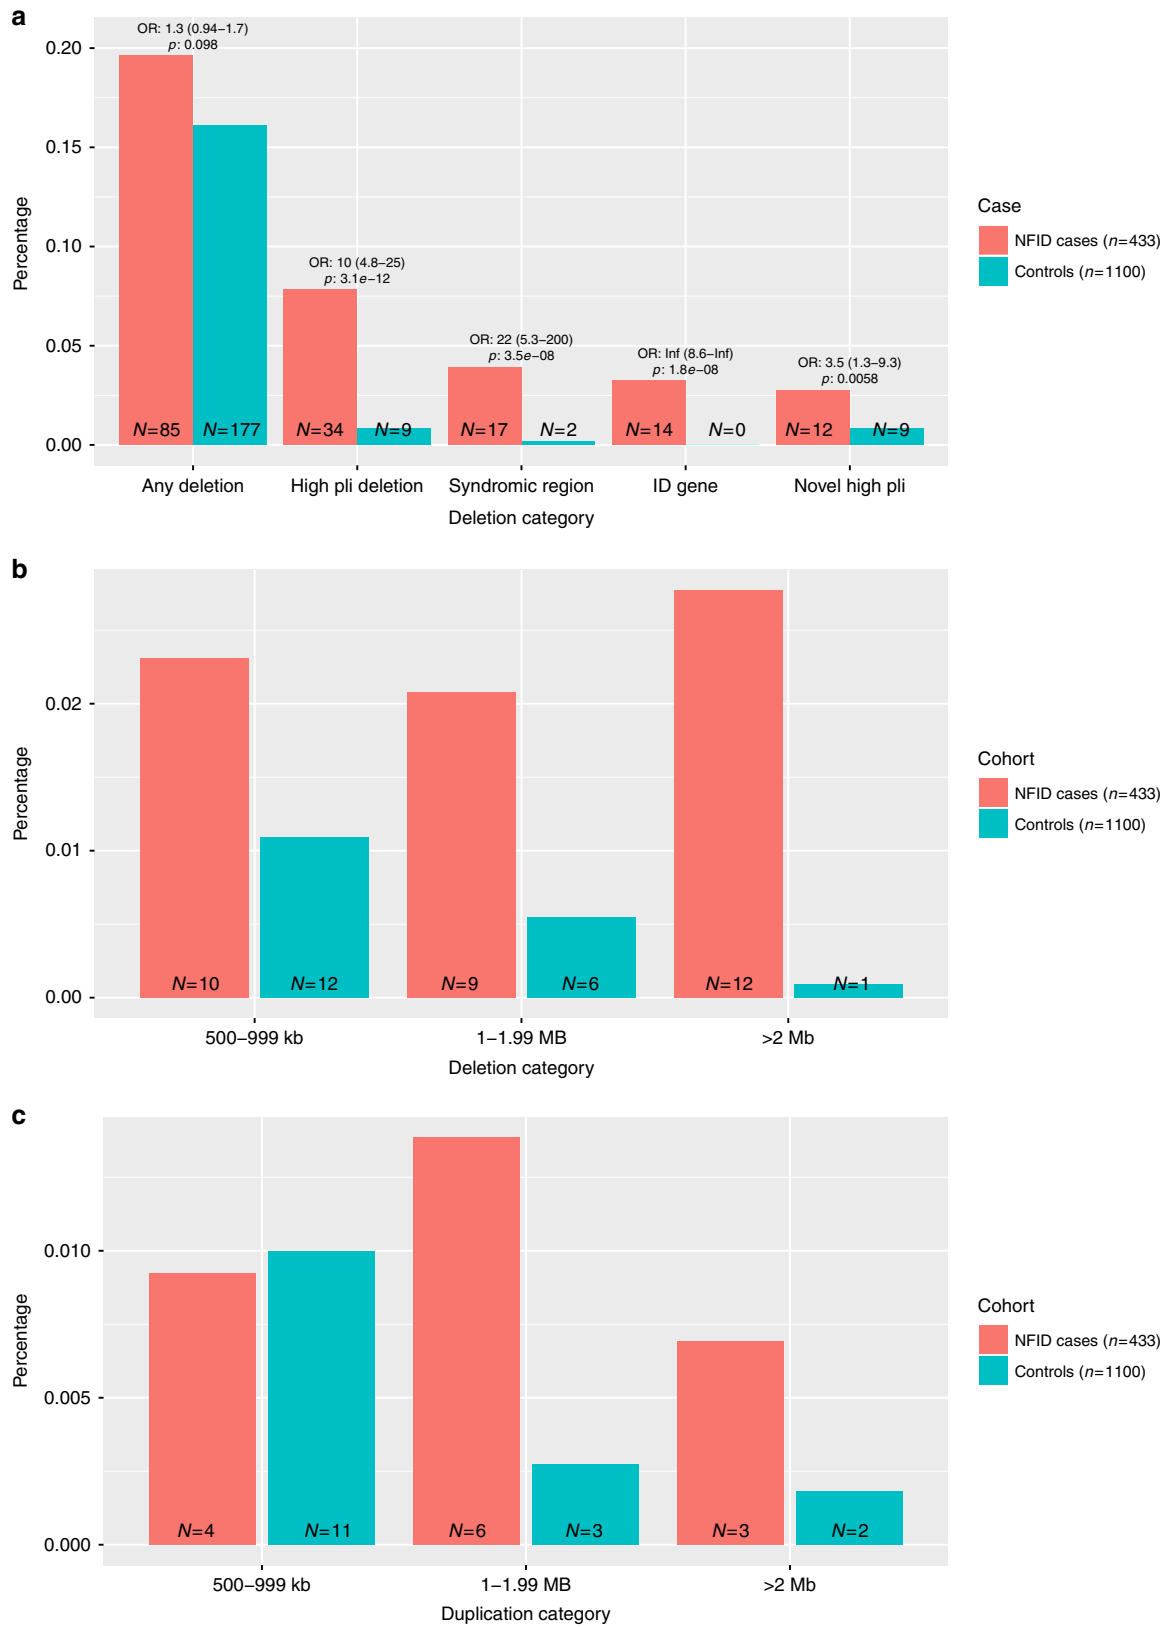 a
OR: 1.3 (0.94–1.7)
p: 0.098
OR: 10 (4.8–25)
p: 3.1e−12
OR: 22 (5.3–200)
p: 3.5e−08
OR: Inf (8.6–Inf)
p: 1.8e−08
OR: 3.5 (1.3–9.3)
p: 0.0058
0.20
0.15
0.10
0.05
0.00
Percentage
N=85 N=177 N=34 N=9 N=17 N=2 N=14 N=0 N=12 N=9
Any deletion High pli deletion Syndromic region ID gene Novel high pli
Deletion category
Case
NFID cases (n=433)
Controls (n=1100)
b
0.02
0.01
0.00
Percentage
N=10 N=12 N=9 N=6 N=12 N=1
500–999 kb 1–1.99 MB >2 Mb
Deletion category
Cohort
NFID cases (n=433)
Controls (n=1100)
c
0.010
0.005
0.000
Percentage
N=4 N=11 N=6 N=3 N=3 N=2
500–999 kb 1–1.99 MB >2 Mb
Duplication category
Cohort
NFID cases (n=433)
Controls (n=1100)